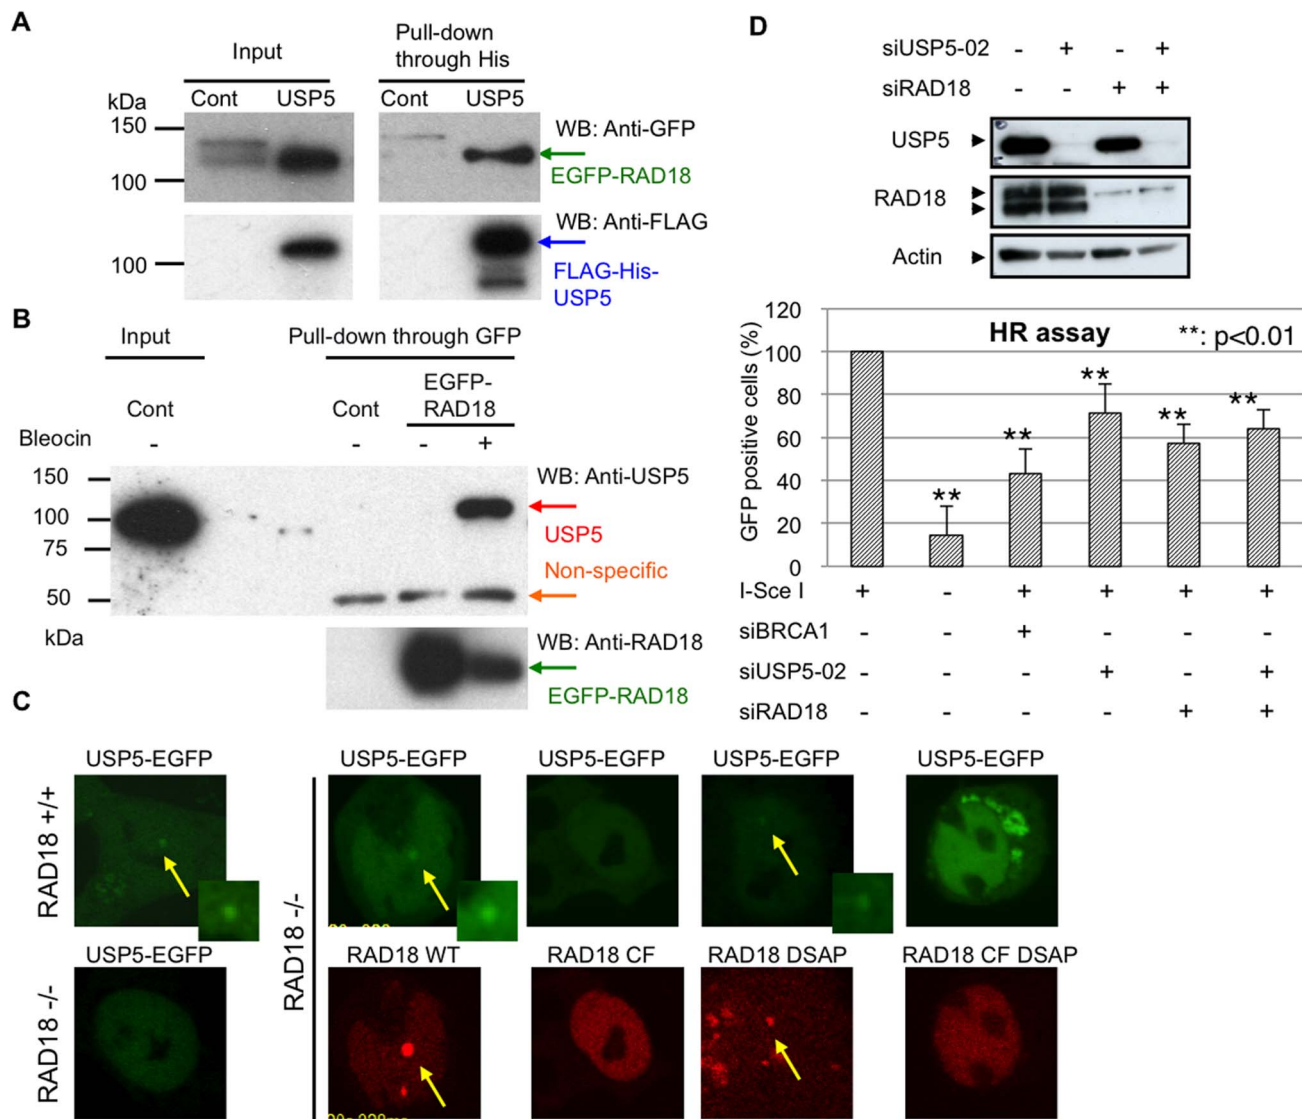 A
Input
Pull-down
through His
kDa
Cont USP5
Cont USP5
150
100
WB: Anti-GFP
EGFP-RAD18
100
WB: Anti-FLAG
FLAG-His-
USP5
B
Input
Pull-down through GFP
Cont
Cont
EGFP-
RAD18
Bleocin - - - +
150
100
75
50
kDa
WB: Anti-USP5
USP5
Non-specific
WB: Anti-RAD18
EGFP-RAD18
C
USP5-EGFP USP5-EGFP USP5-EGFP USP5-EGFP USP5-EGFP
RAD18 +/+
RAD18 -/-
USP5-EGFP
RAD18 -/-
RAD18 WT RAD18 CF RAD18 DSAP RAD18 CF DSAP
D
siUSP5-02 - + - +
siRAD18 - - + +
USP5
RAD18
Actin
HR assay
**: p<0.01
GFP positive cells (%)
120
100
80
60
40
20
0
** ** ** ** **
I-Sce I + - + + + +
siBRCA1 - - + - - -
siUSP5-02 - - - + - +
siRAD18 - - - - + +